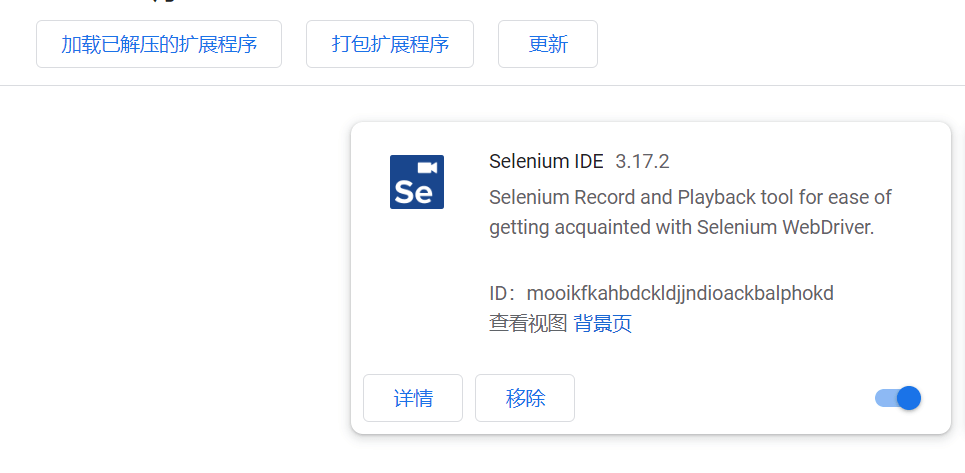 加载已解压的扩展程序 打包扩展程序 更新
Selenium IDE 3.17.2
Se
Selenium Record and Playback tool for ease of
getting acquainted with Selenium WebDriver.
ID：mooikfkahbdckldjjndioackbalphokd
查看视图 背景页
详情 移除